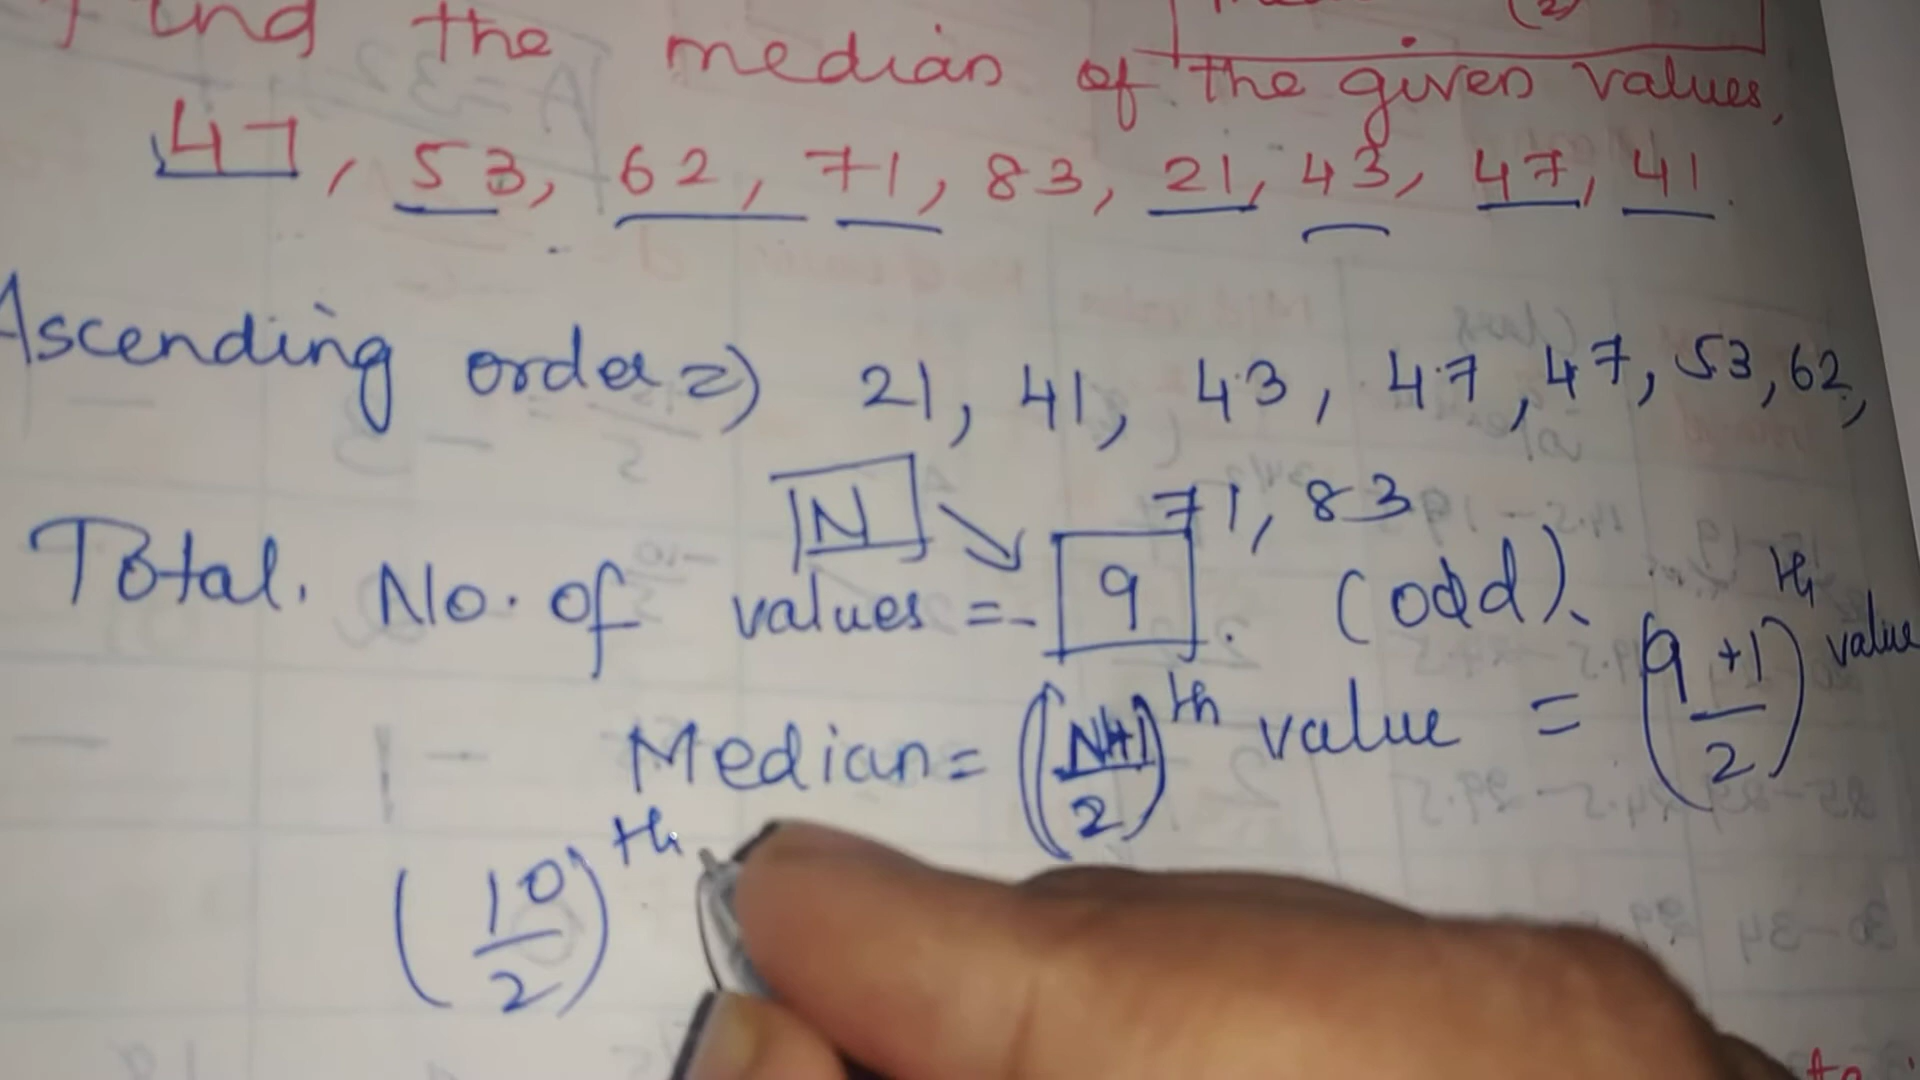 Find the median of the given values,
47, 53, 62, 71, 83, 21, 43, 47, 41.
Ascending order => 21, 41, 43, 47, 47, 53, 62,
71, 83
N
Total. No. of values = 9. (odd).
Median = (N+1/2)th value = (9+1/2)th value
(10/2)th